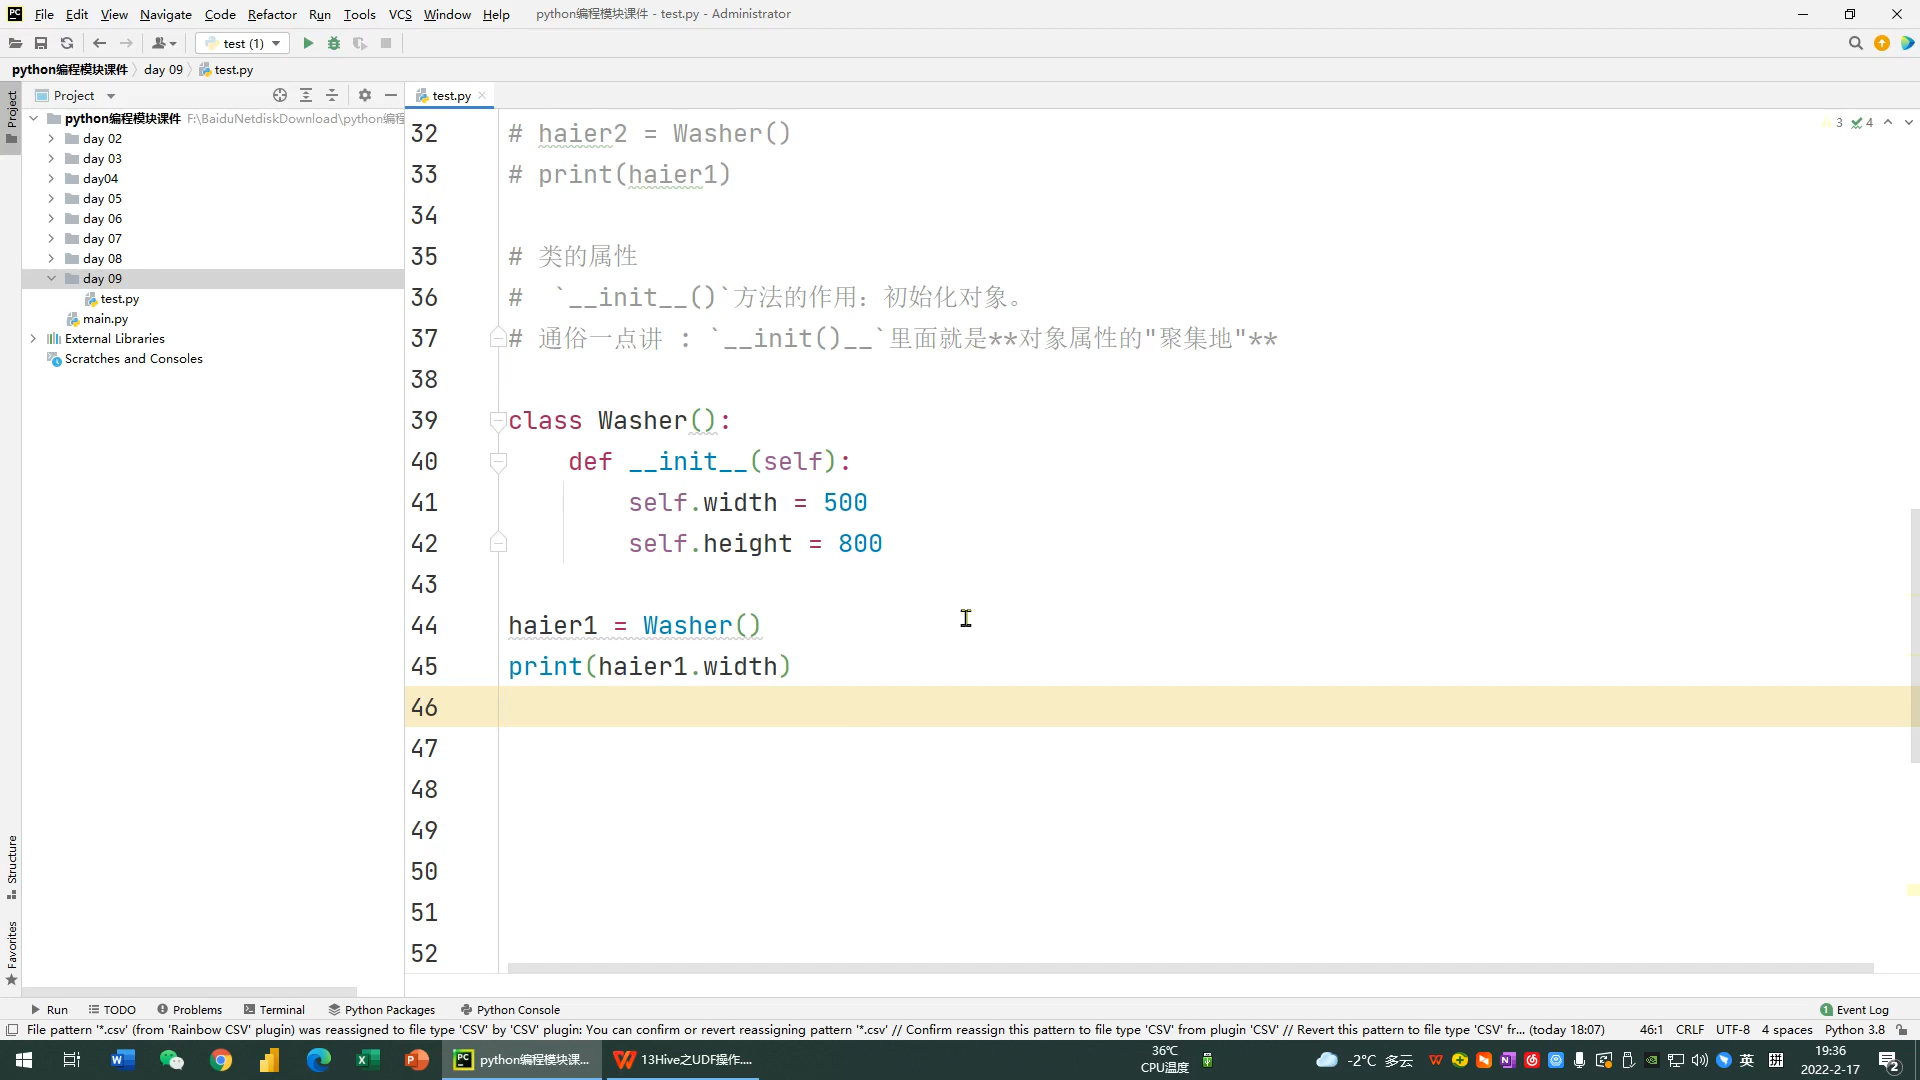 File Edit View Navigate Code Refactor Run Tools VCS Window Help python编程模块课件 - test.py - Administrator
test (1)
python编程模块课件 day 09 test.py
Project
test.py
Project
python编程模块课件 F:\BaiduNetdiskDownload\python编程
day 02
day 03
day04
day 05
day 06
day 07
day 08
day 09
test.py
main.py
External Libraries
Scratches and Consoles
3 4
32 # haier2 = Washer()
33 # print(haier1)
34
35 # 类的属性
36 # `__init__()`方法的作用：初始化对象。
37 # 通俗一点讲 : `__init()__`里面就是**对象属性的"聚集地"**
38
39 class Washer():
40 def __init__(self):
41 self.width = 500
42 self.height = 800
43
44 haier1 = Washer()
45 print(haier1.width)
46
47
48
49
50
51
52
Structure
Favorites
Run TODO Problems Terminal Python Packages Python Console 1 Event Log
File pattern '*.csv' (from 'Rainbow CSV' plugin) was reassigned to file type 'CSV' by 'CSV' plugin: You can confirm or revert reassigning pattern '*.csv' // Confirm reassign this pattern to file type 'CSV' from plugin 'CSV' // Revert this pattern to file type 'CSV' fr... (today 18:07) 46:1 CRLF UTF-8 4 spaces Python 3.8
python编程模块课... 13Hive之UDF操作....
36℃
CPU温度
-2°C 多云
英
拼
19:36
2022-2-17
2